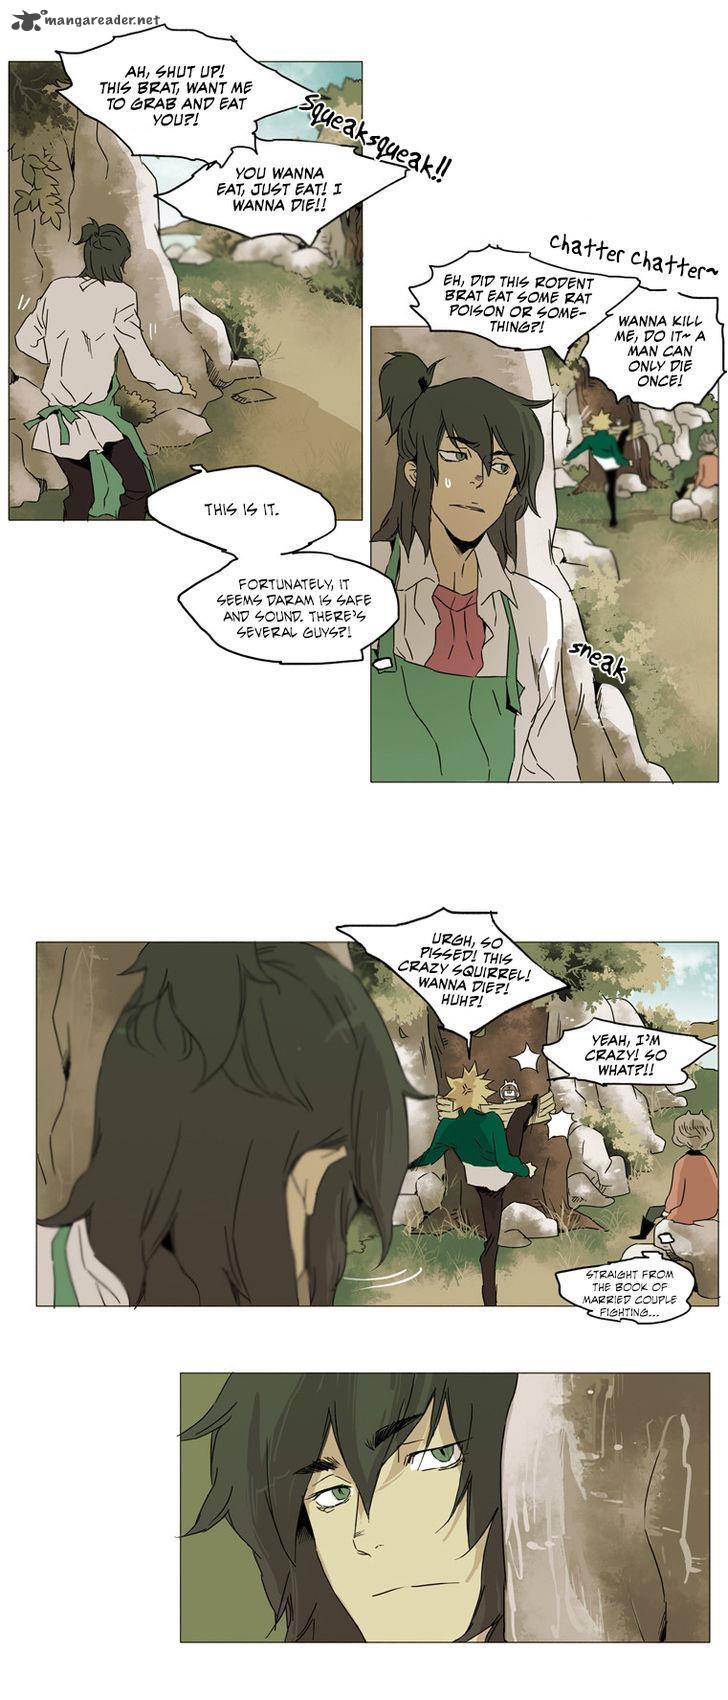 mangareader.net
AH, SHUT UP!
THIS BRAT, WANT ME
TO GRAB AND EAT
YOU?!
squeaksqueak!!
YOU WANNA
EAT, JUST EAT! I
WANNA DIE!!
chatter chatter~
EH, DID THIS RODENT
BRAT EAT SOME RAT
POISON OR SOME-
THING?!
WANNA KILL
ME, DO IT~ A
MAN CAN
ONLY DIE
ONCE!
THIS IS IT.
FORTUNATELY, IT
SEEMS DARAM IS SAFE
AND SOUND. THERE'S
SEVERAL GUYS?!
sneak
URGH, SO
PISSED! THIS
CRAZY SQUIRREL!
WANNA DIE?!
HUH?!
YEAH, I'M
CRAZY! SO
WHAT?!!
STRAIGHT FROM
THE BOOK OF
MARRIED COUPLE
FIGHTING...